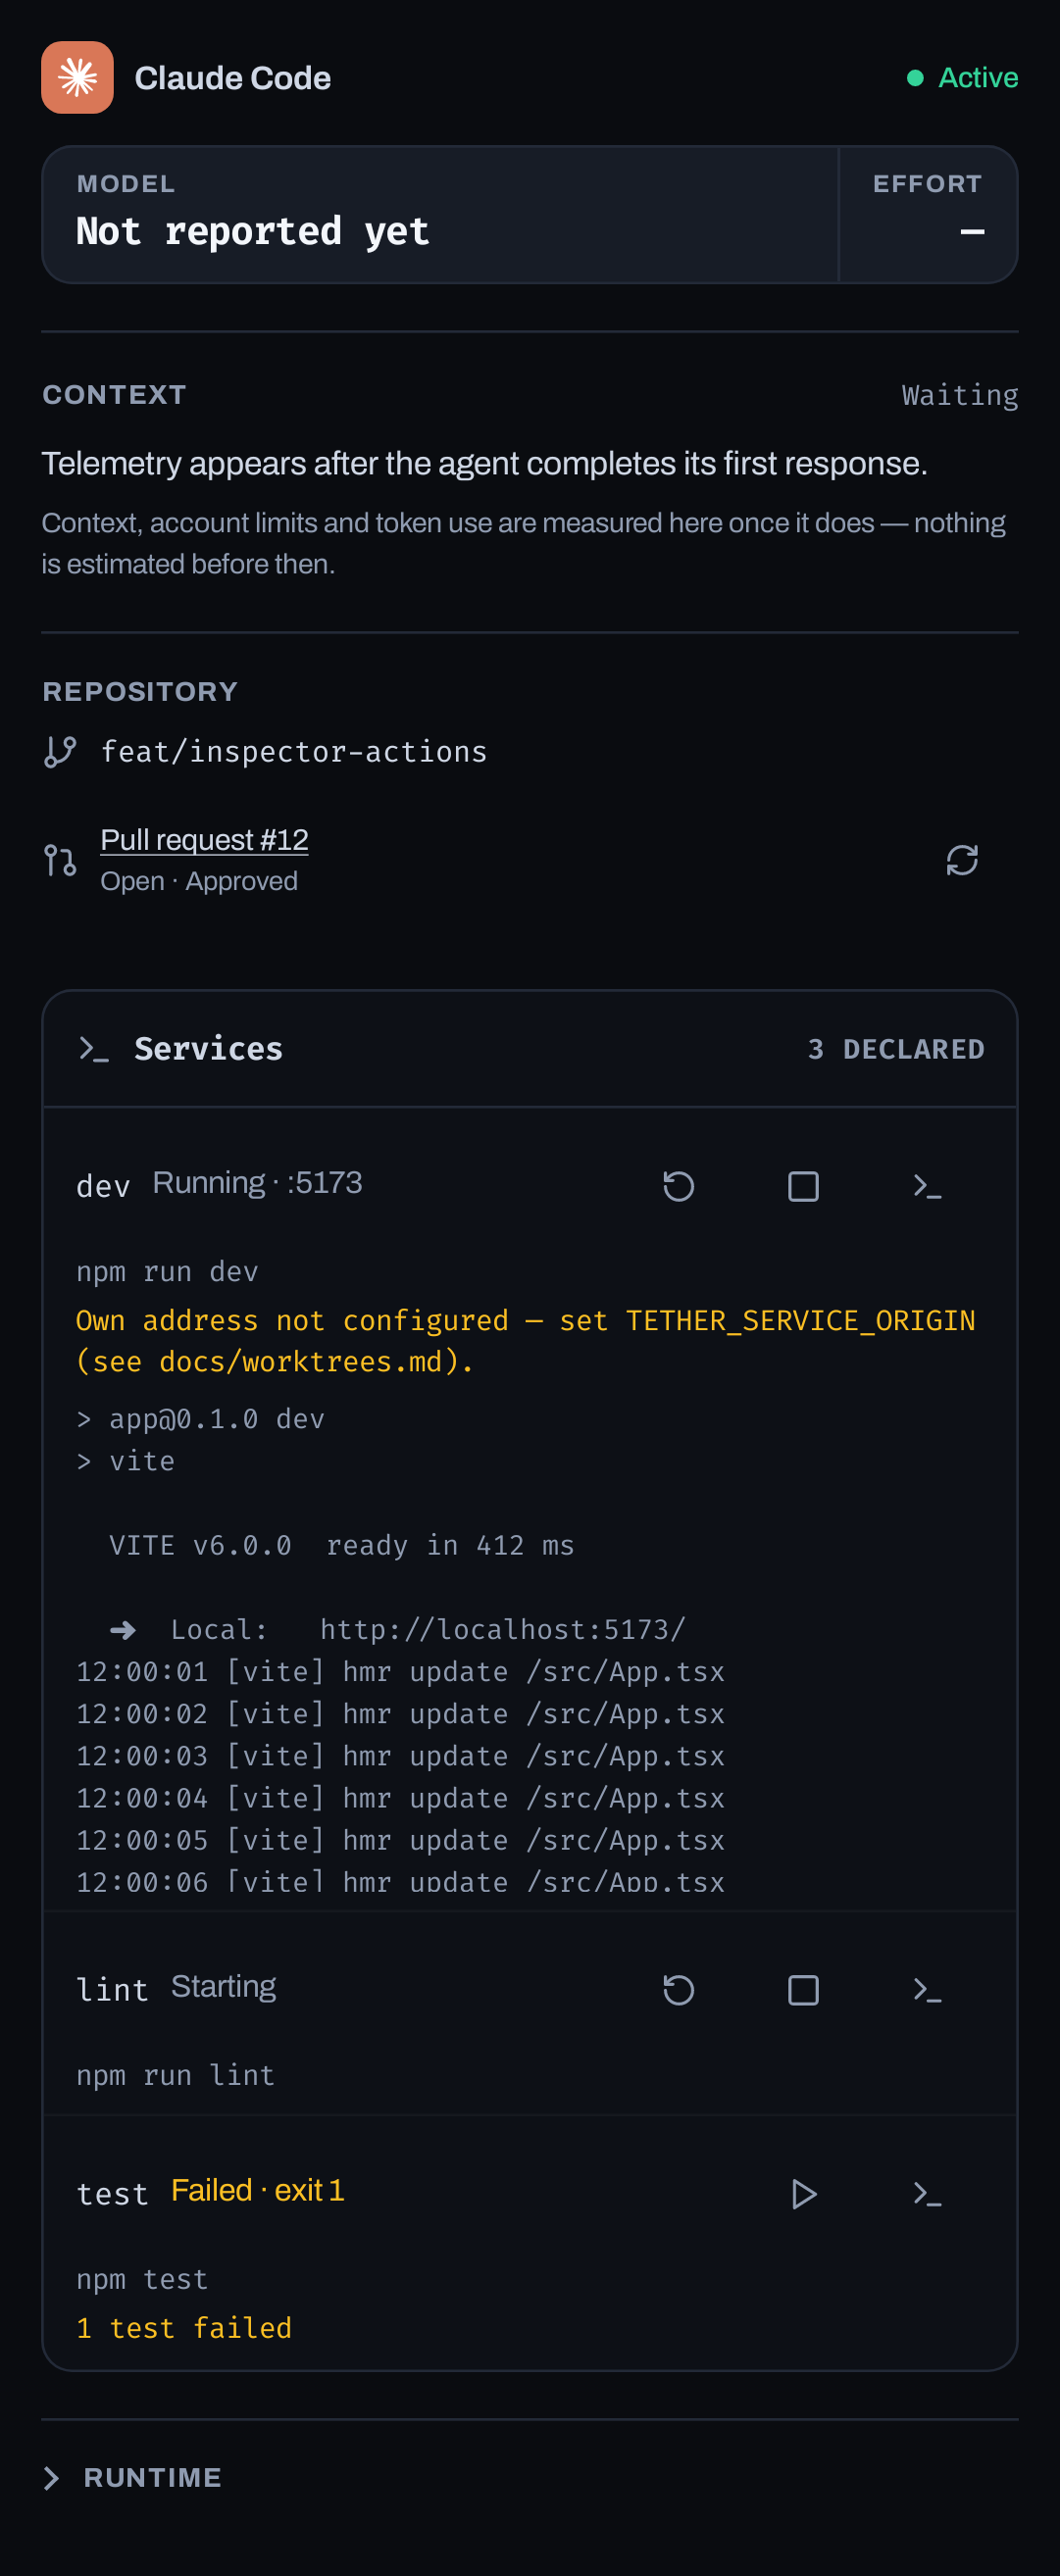 Claude Code
Active
MODEL
EFFORT
Not reported yet
—
CONTEXT
Waiting
Telemetry appears after the agent completes its first response.
Context, account limits and token use are measured here once it does — nothing
is estimated before then.
REPOSITORY
feat/inspector-actions
Pull request #12
Open · Approved
Services
3 DECLARED
dev Running · :5173
npm run dev
Own address not configured — set TETHER_SERVICE_ORIGIN
(see docs/worktrees.md).
> app@0.1.0 dev
> vite
VITE v6.0.0  ready in 412 ms
➜  Local:   http://localhost:5173/
12:00:01 [vite] hmr update /src/App.tsx
12:00:02 [vite] hmr update /src/App.tsx
12:00:03 [vite] hmr update /src/App.tsx
12:00:04 [vite] hmr update /src/App.tsx
12:00:05 [vite] hmr update /src/App.tsx
12:00:06 [vite] hmr update /src/App.tsx
lint Starting
npm run lint
test Failed · exit 1
npm test
1 test failed
RUNTIME